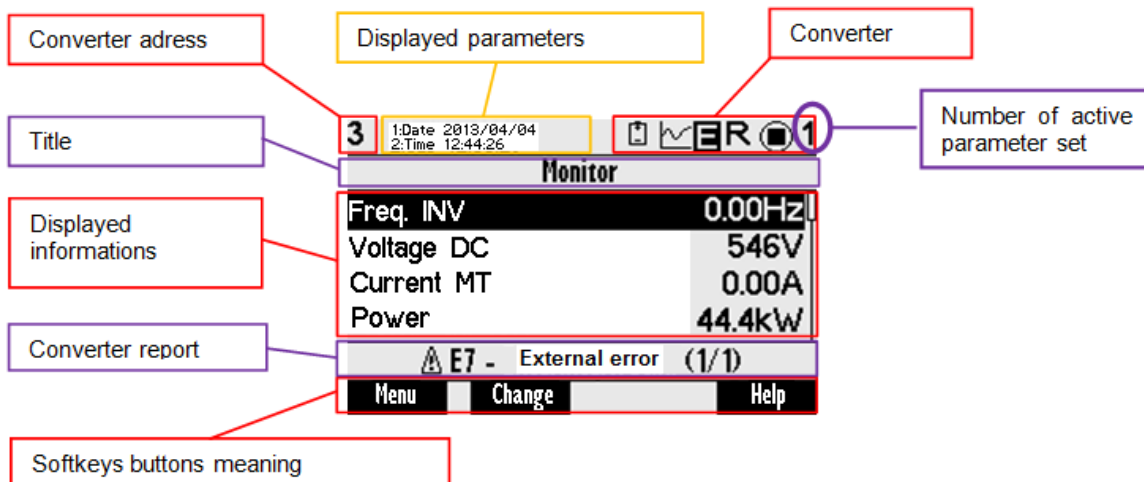 Converter adress
Displayed parameters
Converter
Number of active
parameter set
Title
3
1:Date 2013/04/04
2:Time 12:44:26
E R 1
Monitor
Displayed
informations
Freq. INV 0.00Hz
Voltage DC 546V
Current MT 0.00A
Power 44.4kW
Converter report
E7 - External error (1/1)
Menu Change Help
Softkeys buttons meaning